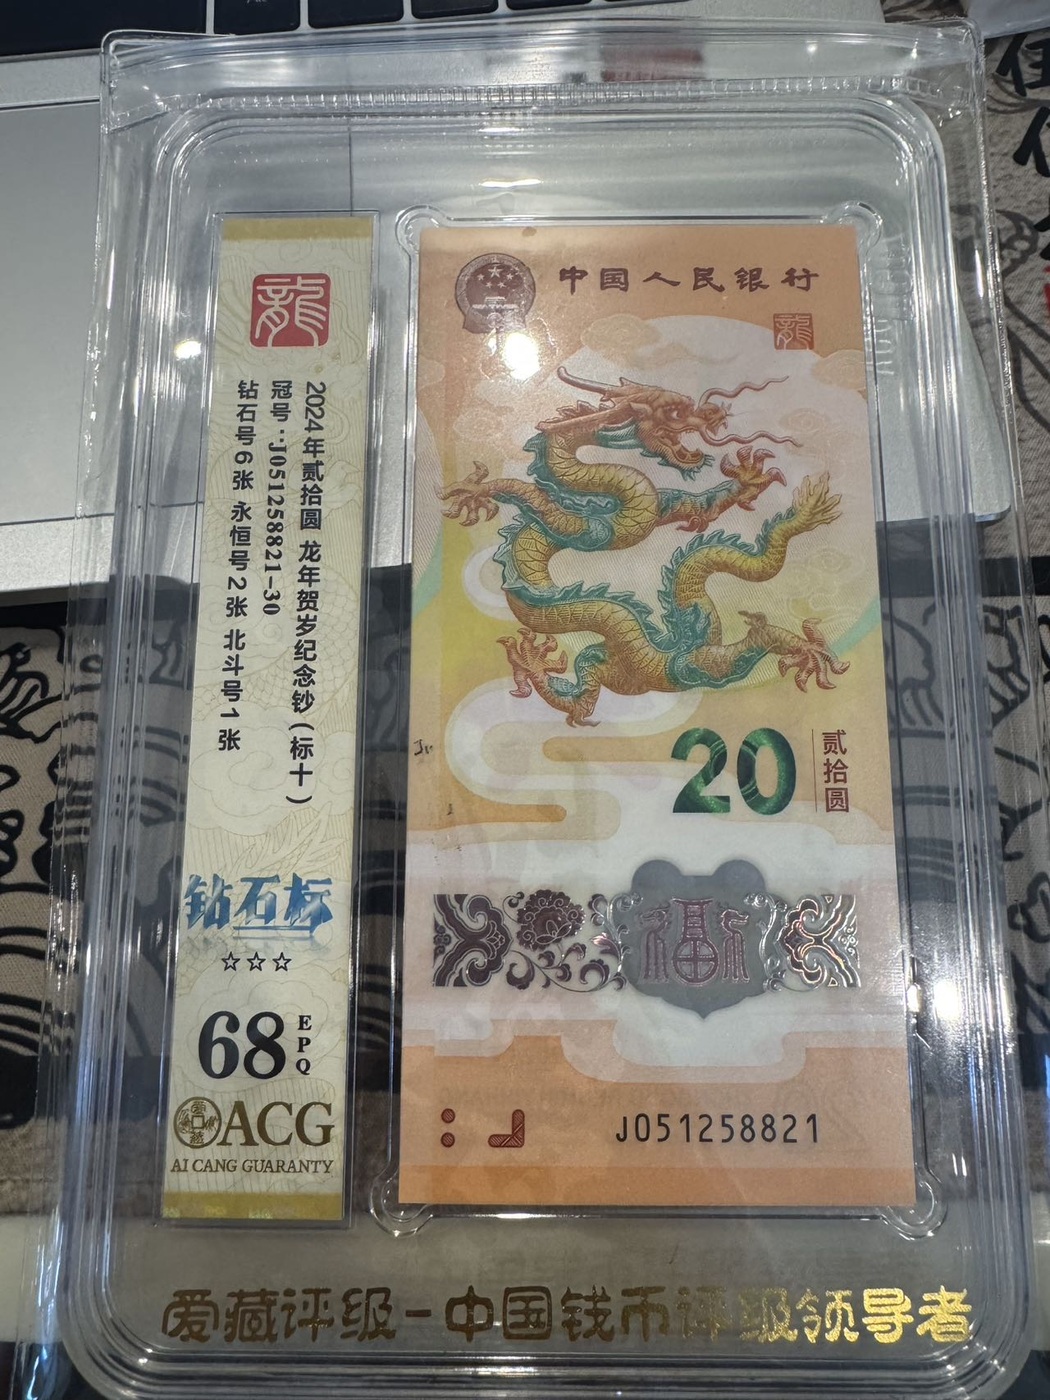 龍
2024年贰拾圆 龙年贺岁纪念钞(标十)
冠号:J051258821-30
钻石号6张 永恒号2张 北斗号1张
钻石标
☆☆☆
68 EPQ
ACG
AI CANG GUARANTY
中国人民银行
龍
20 贰拾圆
福
J051258821
爱藏评级-中国钱币评级领导者